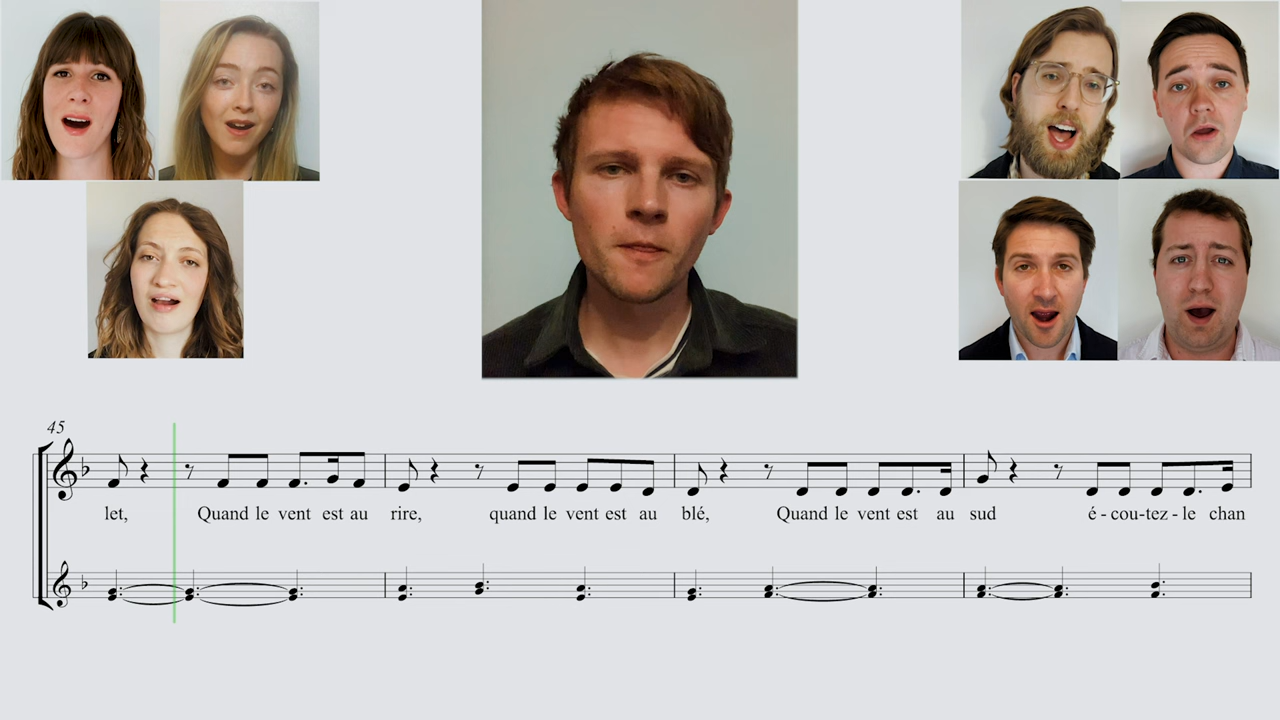 45
let, Quand le vent est au rire, quand le vent est au blé, Quand le vent est au sud é - cou-tez - le chan